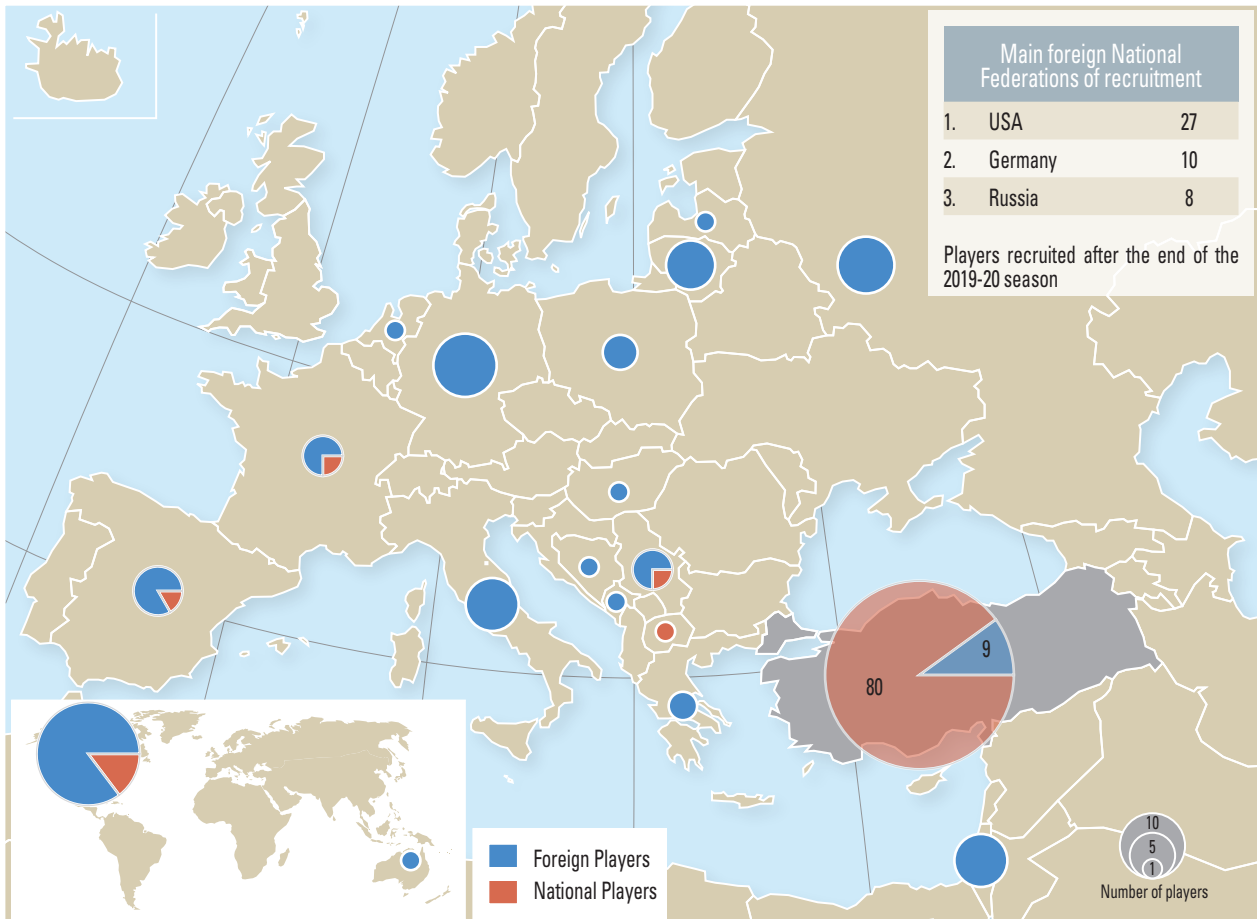 Main foreign National
Federations of recruitment
1. USA 27
2. Germany 10
3. Russia 8
Players recruited after the end of the
2019-20 season
9
80
Foreign Players
National Players
10
5
1
Number of players